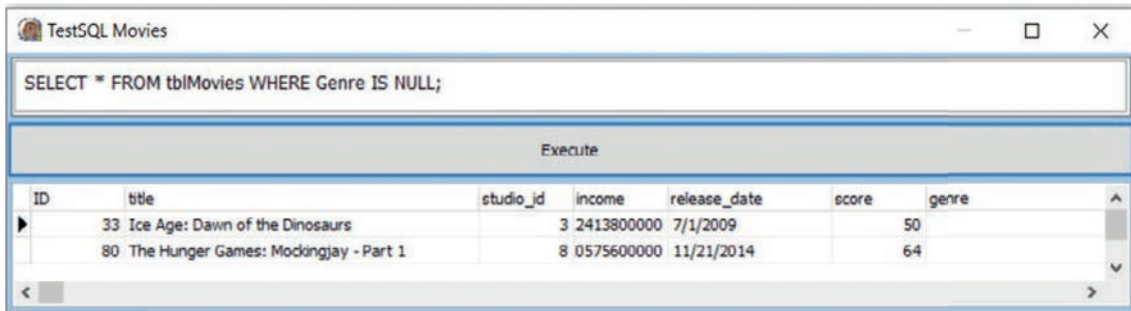 TestSQL Movies
SELECT * FROM tblMovies WHERE Genre IS NULL;
Execute
ID title studio_id income release_date score genre
33 Ice Age: Dawn of the Dinosaurs 3 2413800000 7/1/2009 50
80 The Hunger Games: Mockingjay - Part 1 8 0575600000 11/21/2014 64